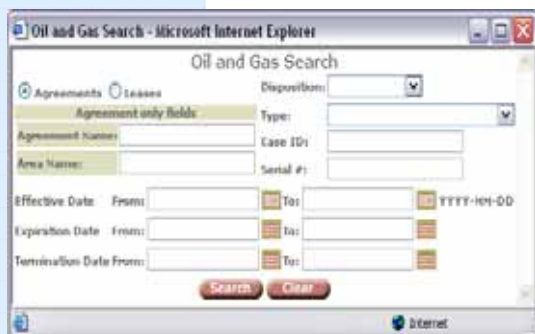 Oil and Gas Search - Microsoft Internet Explorer
Oil and Gas Search
Agreements Leases
Disposition:
Agreement only fields
Type:
Agreement Name:
Case ID:
Area Name:
Serial #:
Effective Date From: To: YYYY-MM-DD
Expiration Date From: To:
Termination Date From: To:
Search Clear
Internet